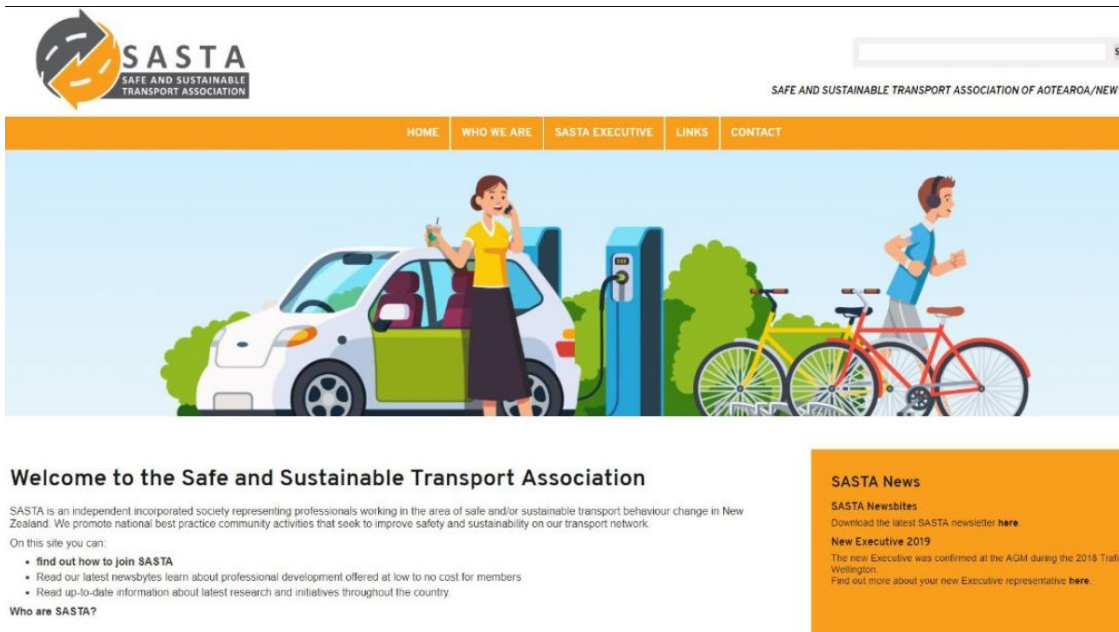 SASTA
SAFE AND SUSTAINABLE
TRANSPORT ASSOCIATION
SAFE AND SUSTAINABLE TRANSPORT ASSOCIATION OF AOTEAROA/NEW
HOME
WHO WE ARE
SASTA EXECUTIVE
LINKS
CONTACT
Welcome to the Safe and Sustainable Transport Association
SASTA is an independent incorporated society representing professionals working in the area of safe and/or sustainable transport behaviour change in New
Zealand. We promote national best practice community activities that seek to improve safety and sustainability on our transport network.
On this site you can:
• find out how to join SASTA
• Read our latest newsbytes learn about professional development offered at low to no cost for members
• Read up-to-date information about latest research and initiatives throughout the country.
Who are SASTA?
SASTA News
SASTA Newsbites
Download the latest SASTA newsletter here.
New Executive 2019
The new Executive was confirmed at the AGM during the 2018
Wellington.
Find out more about your new Executive representative here.